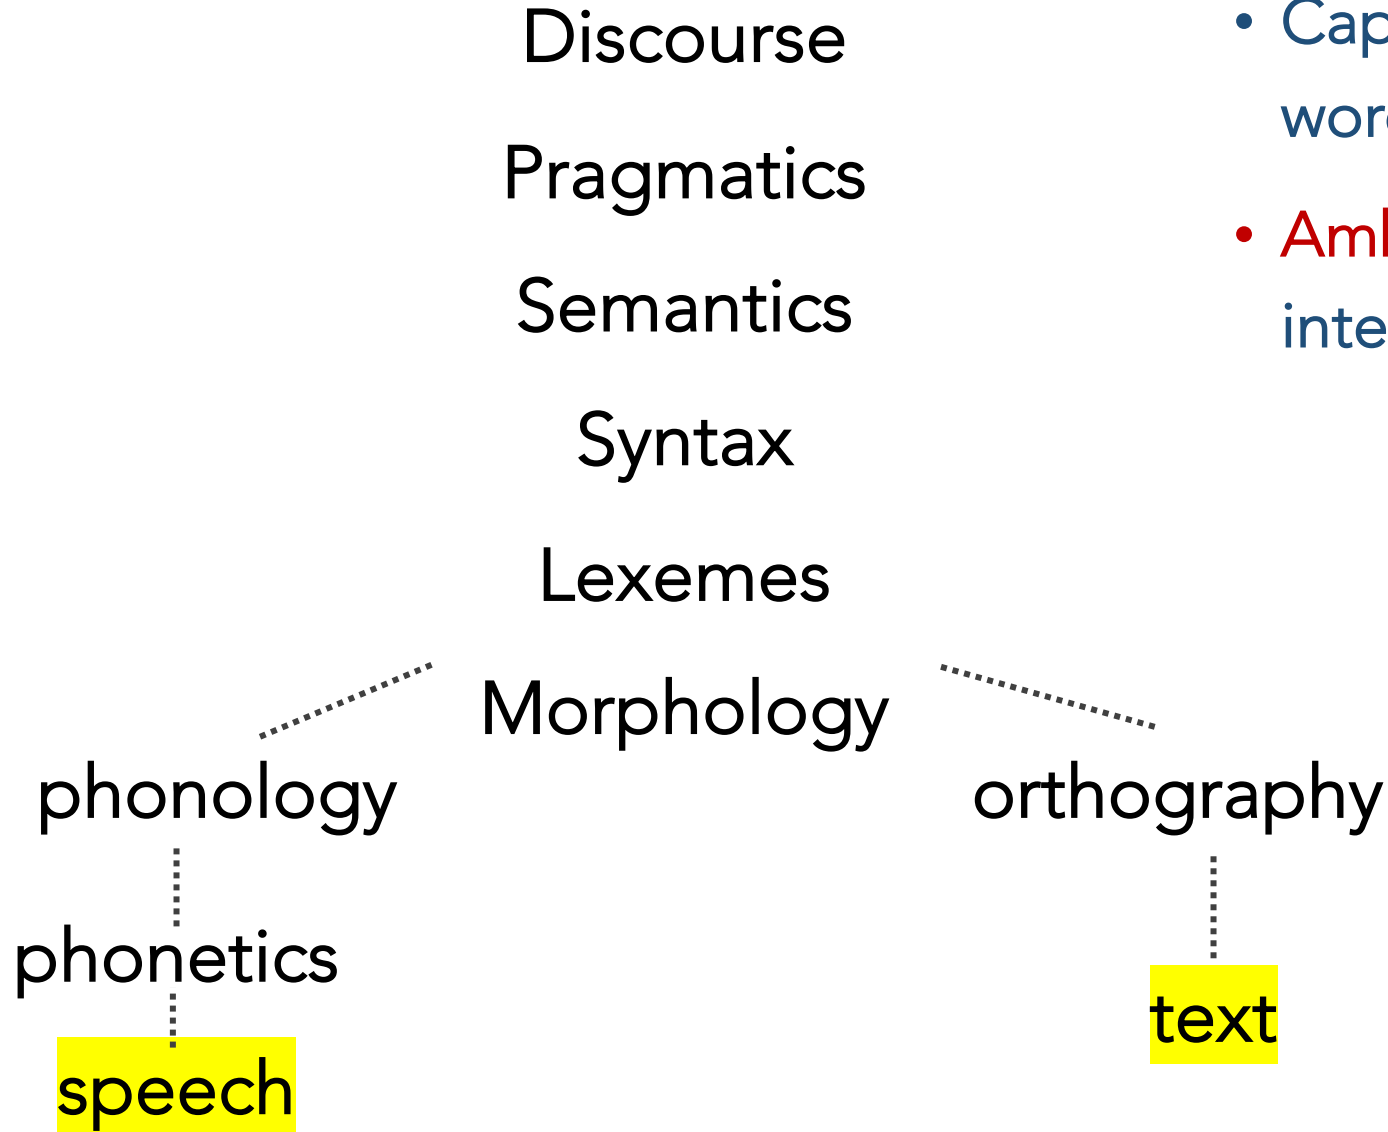 Discourse
Pragmatics
Semantics
Syntax
Lexemes
Morphology
phonology
orthography
phonetics
text
speech